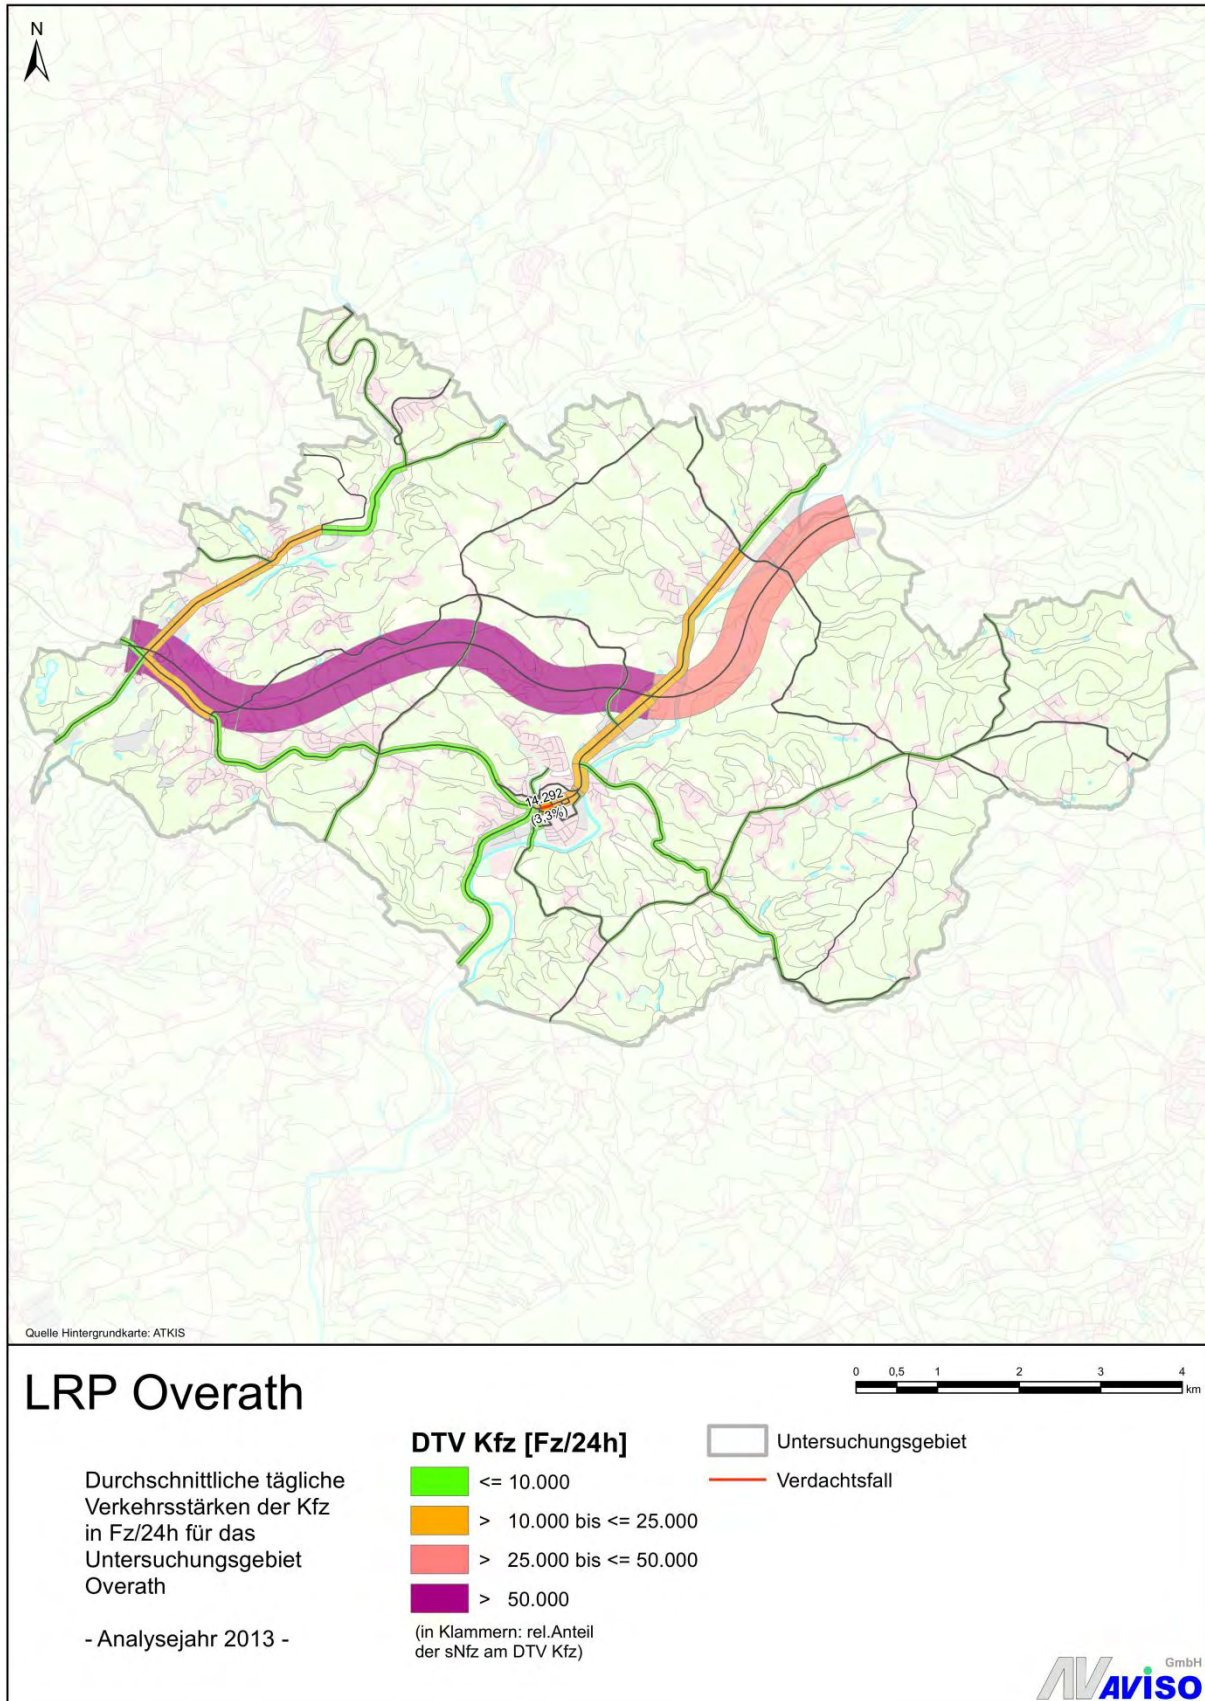 N
14.292
(3,3%)
Quelle Hintergrundkarte: ATKIS
LRP Overath
0 0,5 1 2 3 4
km
DTV Kfz [Fz/24h]
Untersuchungsgebiet
Verdachtsfall
Durchschnittliche tägliche
Verkehrsstärken der Kfz
in Fz/24h für das
Untersuchungsgebiet
Overath
- Analysejahr 2013 -
<= 10.000
> 10.000 bis <= 25.000
> 25.000 bis <= 50.000
> 50.000
(in Klammern: rel.Anteil
der sNfz am DTV Kfz)
GmbH
AVISO